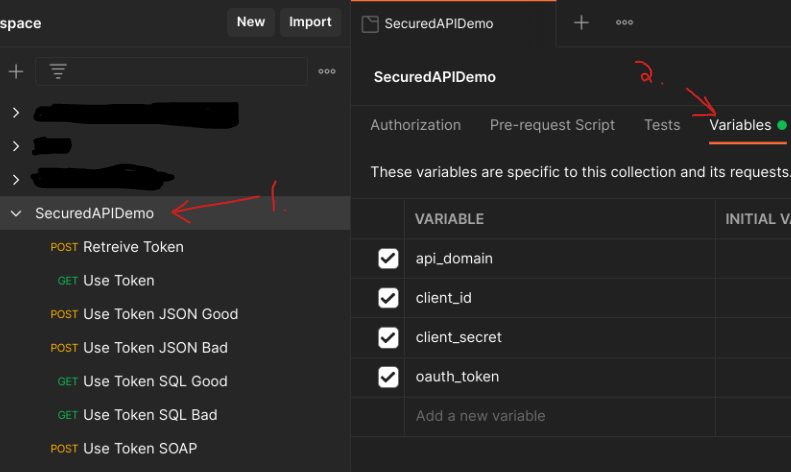 space New Import
SecuredAPIDemo
SecuredAPIDemo
2.
Authorization Pre-request Script Tests Variables
These variables are specific to this collection and its requests.
VARIABLE INITIAL
api_domain
client_id
client_secret
oauth_token
Add a new variable
SecuredAPIDemo 1.
POST Retreive Token
GET Use Token
POST Use Token JSON Good
POST Use Token JSON Bad
GET Use Token SQL Good
GET Use Token SQL Bad
POST Use Token SOAP